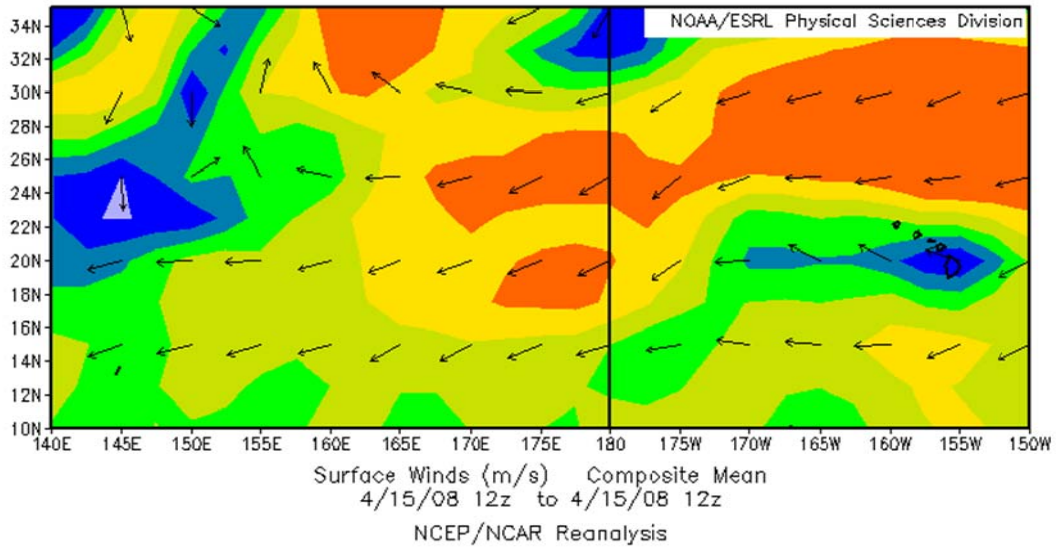 NOAA/ESRL Physical Sciences Division
34N
32N
30N
28N
26N
24N
22N
20N
18N
16N
14N
12N
10N
140E 145E 150E 155E 160E 165E 170E 175E 180 175W 170W 165W 160W 155W 150W
Surface Winds (m/s) Composite Mean
4/15/08 12z to 4/15/08 12z
NCEP/NCAR Reanalysis